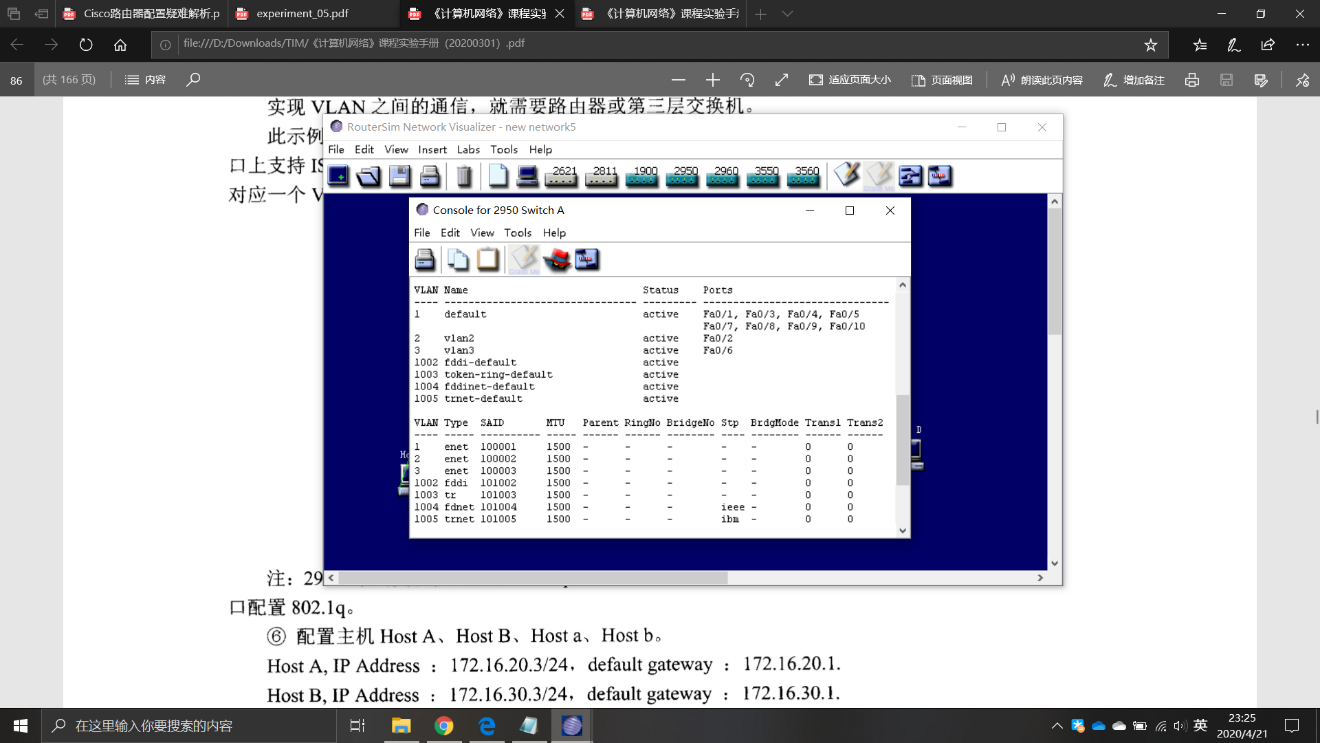 Cisco路由器配置疑难解析.p
experiment_05.pdf
《计算机网络》课程实验
《计算机网络》课程实验手册
file:///D:/Downloads/TIM/《计算机网络》课程实验手册（20200301）.pdf
86 (共 166 页) 内容 适应页面大小 页面视图 朗读此页内容 增加备注
实现 VLAN 之间的通信，就需要路由器或第三层交换机。
此示例
口上支持 IS
对应一个 V
RouterSim Network Visualizer - new network5
File Edit View Insert Labs Tools Help
2621 2811 1900 2950 2960 3550 3560
Console for 2950 Switch A
File Edit View Tools Help
VLAN Name Status Ports
---- -------------------------------- --------- -------------------------------
1 default active Fa0/1, Fa0/3, Fa0/4, Fa0/5
Fa0/7, Fa0/8, Fa0/9, Fa0/10
2 vlan2 active Fa0/2
3 vlan3 active Fa0/6
1002 fddi-default active
1003 token-ring-default active
1004 fddinet-default active
1005 trnet-default active
VLAN Type SAID MTU Parent RingNo BridgeNo Stp BrdgMode Trans1 Trans2
---- ----- ---------- ----- ------ ------ -------- ---- -------- ------ ------
1 enet 100001 1500 - - - - - 0 0
2 enet 100002 1500 - - - - - 0 0
3 enet 100003 1500 - - - - - 0 0
1002 fddi 101002 1500 - - - - - 0 0
1003 tr 101003 1500 - - - - - 0 0
1004 fdnet 101004 1500 - - - ieee - 0 0
1005 trnet 101005 1500 - - - ibm - 0 0
Ho
D
注：29
口配置 802.1q。
⑥ 配置主机 Host A、Host B、Host a、Host b。
Host A, IP Address ：172.16.20.3/24，default gateway ：172.16.20.1.
Host B, IP Address ：172.16.30.3/24，default gateway ：172.16.30.1.
在这里输入你要搜索的内容
英
23:25
2020/4/21